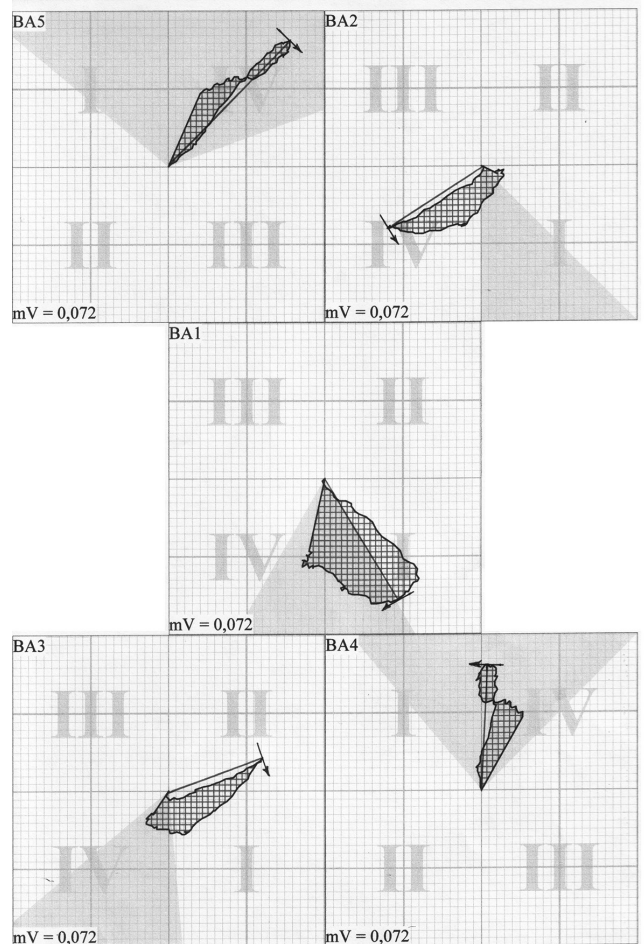 BA5
I
IV
II
III
mV = 0,072
BA2
III
II
IV
I
mV = 0,072
BA1
III
II
IV
I
mV = 0,072
BA3
III
II
IV
I
mV = 0,072
BA4
I
IV
II
III
mV = 0,072